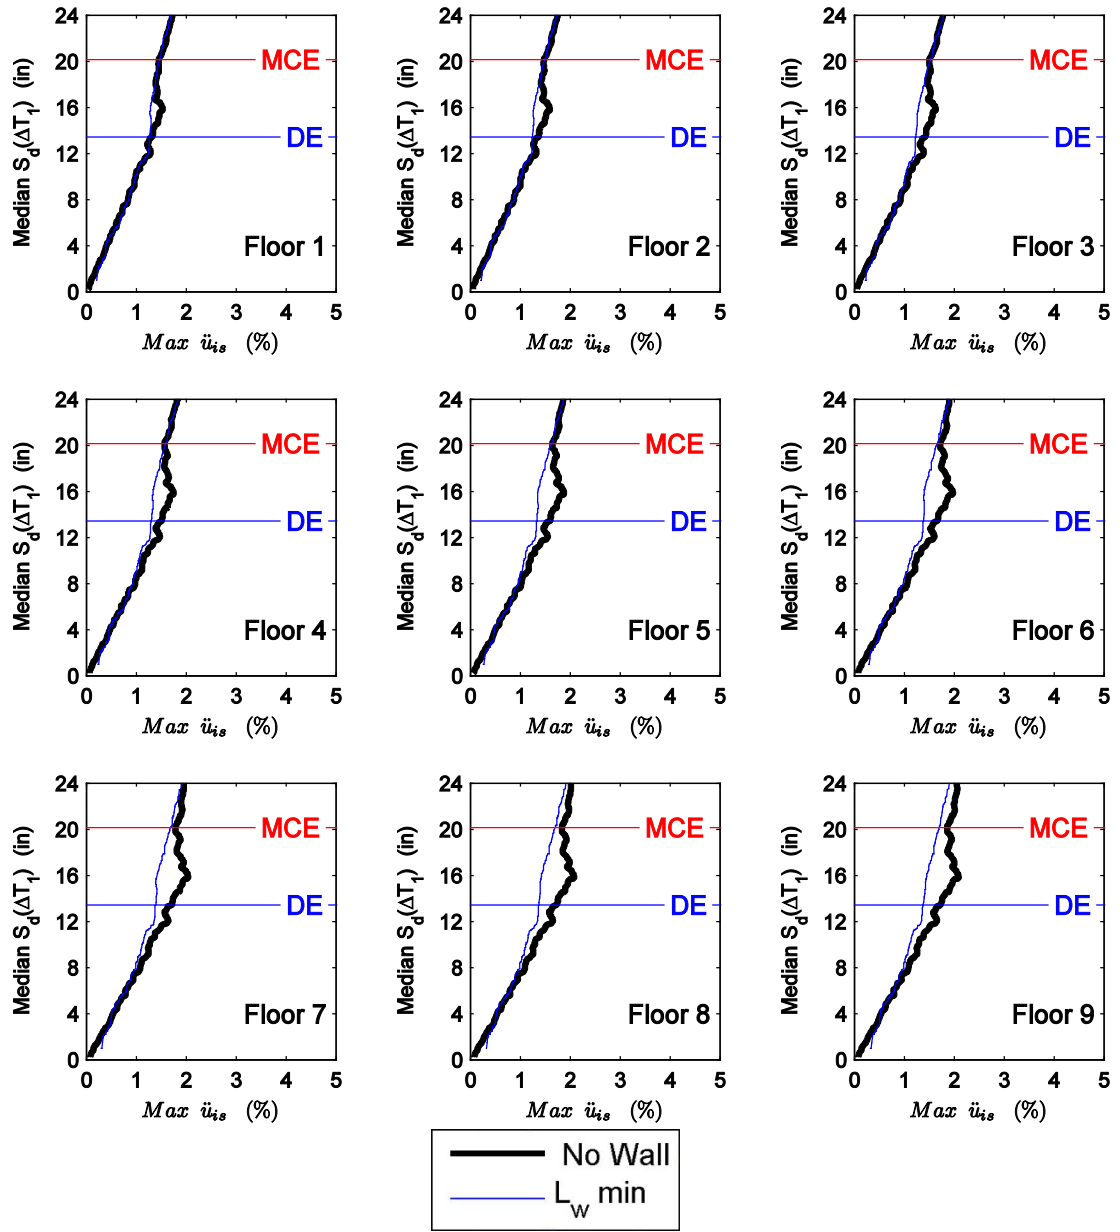 Median S_d(ΔT_1) (in)
24
20
16
12
8
4
0
MCE
DE
Floor 1
0 1 2 3 4 5
Max ü_is (%)
Median S_d(ΔT_1) (in)
24
20
16
12
8
4
0
MCE
DE
Floor 2
0 1 2 3 4 5
Max ü_is (%)
Median S_d(ΔT_1) (in)
24
20
16
12
8
4
0
MCE
DE
Floor 3
0 1 2 3 4 5
Max ü_is (%)
Median S_d(ΔT_1) (in)
24
20
16
12
8
4
0
MCE
DE
Floor 4
0 1 2 3 4 5
Max ü_is (%)
Median S_d(ΔT_1) (in)
24
20
16
12
8
4
0
MCE
DE
Floor 5
0 1 2 3 4 5
Max ü_is (%)
Median S_d(ΔT_1) (in)
24
20
16
12
8
4
0
MCE
DE
Floor 6
0 1 2 3 4 5
Max ü_is (%)
Median S_d(ΔT_1) (in)
24
20
16
12
8
4
0
MCE
DE
Floor 7
0 1 2 3 4 5
Max ü_is (%)
Median S_d(ΔT_1) (in)
24
20
16
12
8
4
0
MCE
DE
Floor 8
0 1 2 3 4 5
Max ü_is (%)
Median S_d(ΔT_1) (in)
24
20
16
12
8
4
0
MCE
DE
Floor 9
0 1 2 3 4 5
Max ü_is (%)
No Wall
L_w min